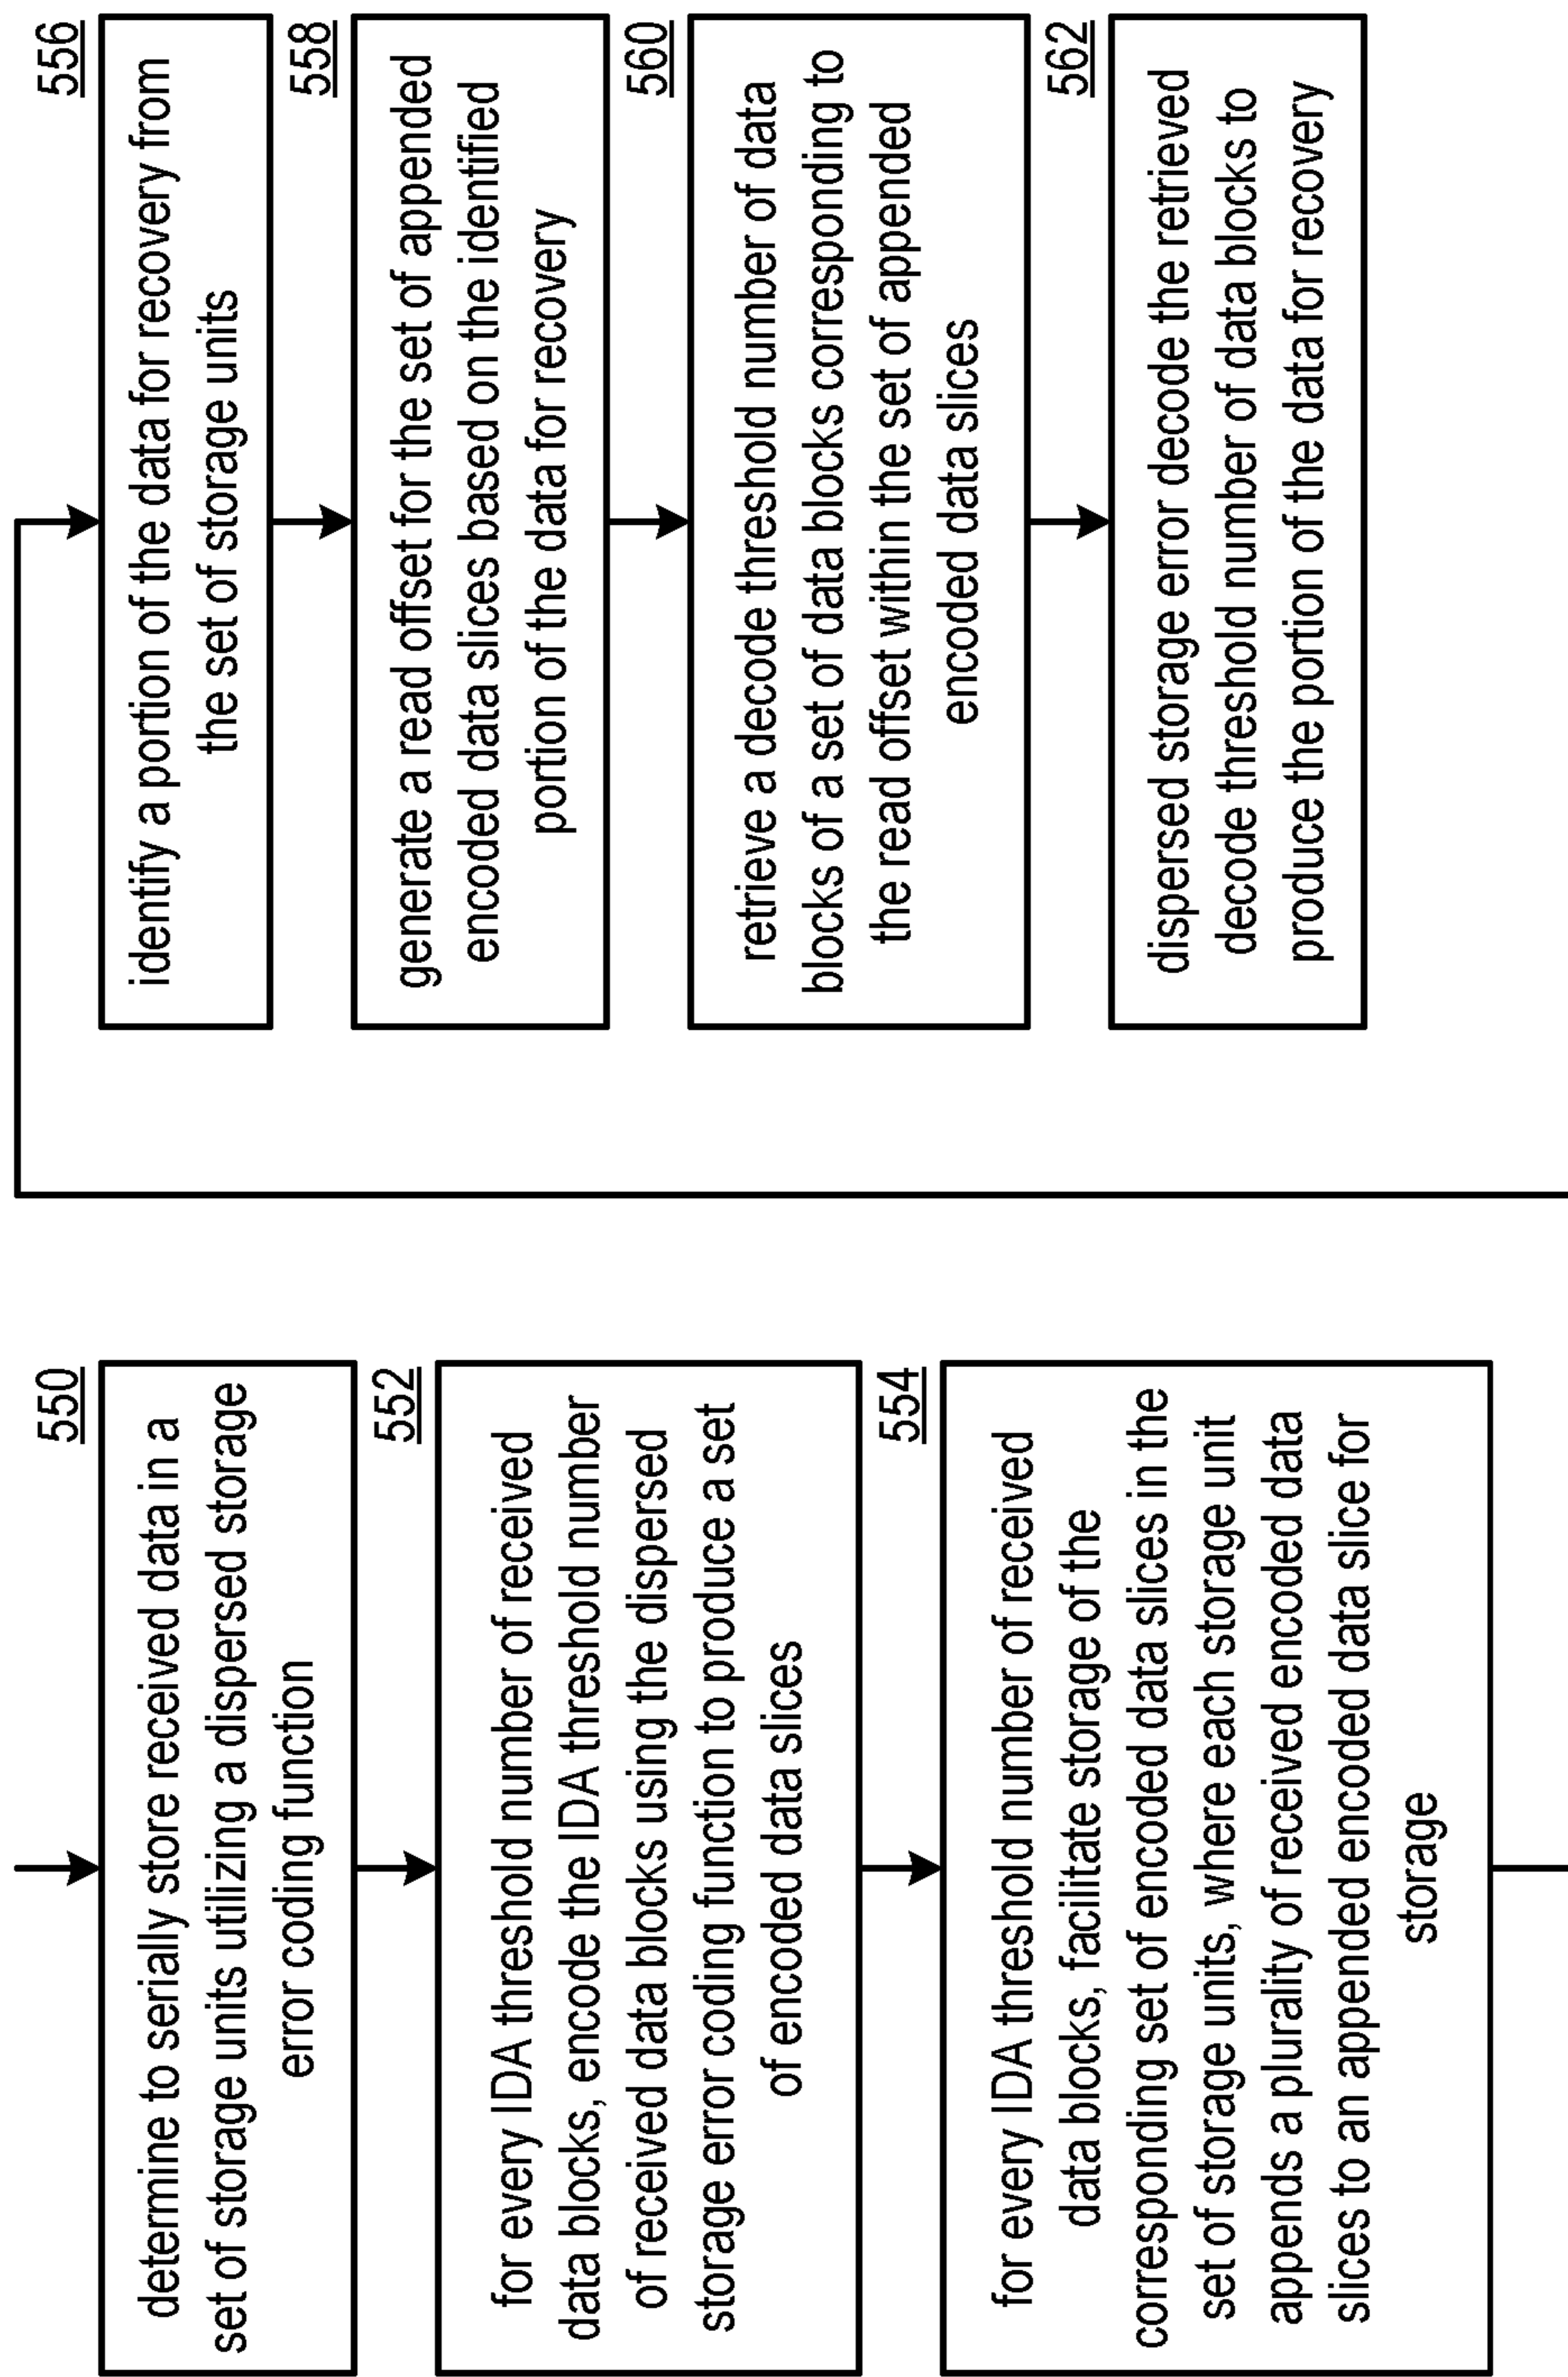 550
determine to serially store received data in a
set of storage units utilizing a dispersed storage
error coding function
552
for every IDA threshold number of received
data blocks, encode the IDA threshold number
of received data blocks using the dispersed
storage error coding function to produce a set
of encoded data slices
554
for every IDA threshold number of received
data blocks, facilitate storage of the
corresponding set of encoded data slices in the
set of storage units, where each storage unit
appends a plurality of received encoded data
slices to an appended encoded data slice for
storage
556
identify a portion of the data for recovery from
the set of storage units
558
generate a read offset for the set of appended
encoded data slices based on the identified
portion of the data for recovery
560
retrieve a decode threshold number of data
blocks of a set of data blocks corresponding to
the read offset within the set of appended
encoded data slices
562
dispersed storage error decode the retrieved
decode threshold number of data blocks to
produce the portion of the data for recovery